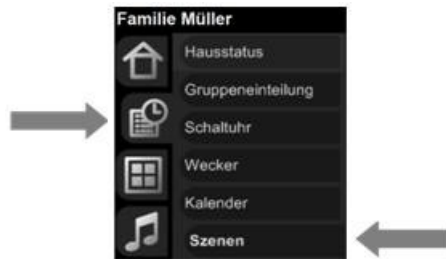 Familie Müller
Hausstatus
Gruppeneinteilung
Schaltuhr
Wecker
Kalender
Szenen